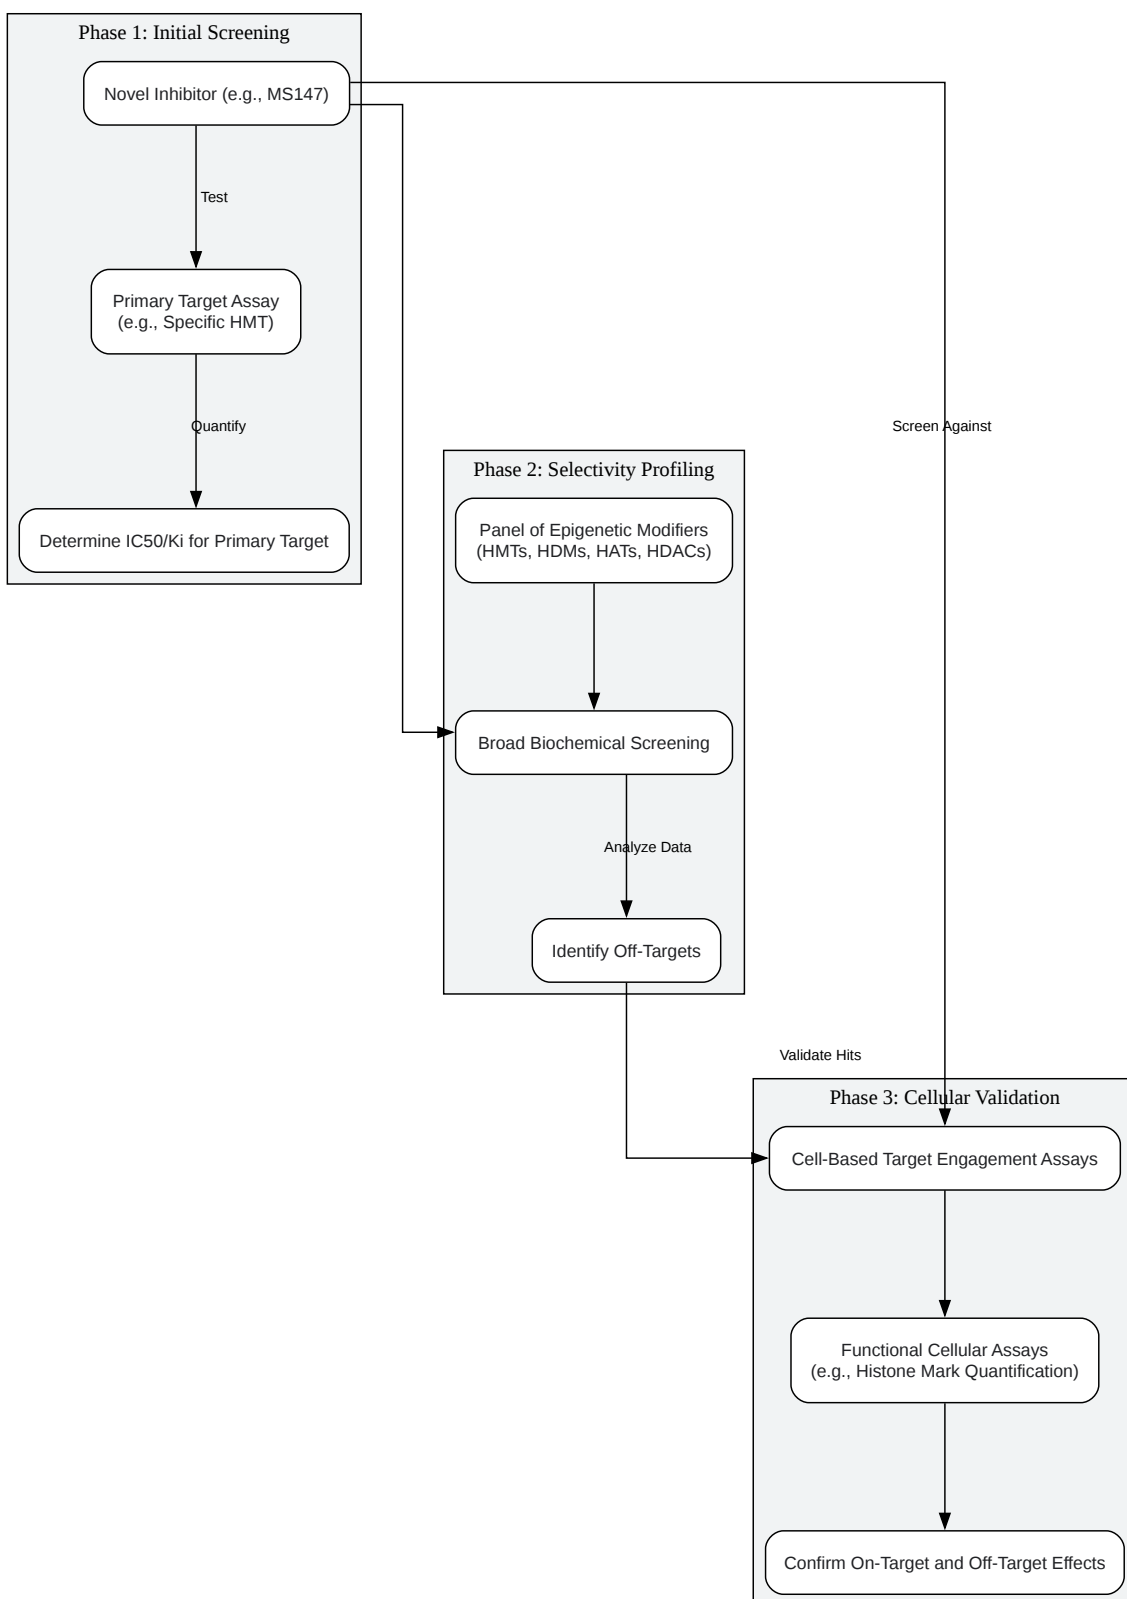 Phase 1: Initial Screening
Novel Inhibitor (e.g., MS147)
Test
Primary Target Assay
(e.g., Specific HMT)
Quantify
Determine IC50/Ki for Primary Target
Screen Against
Phase 2: Selectivity Profiling
Panel of Epigenetic Modifiers
(HMTs, HDMs, HATs, HDACs)
Broad Biochemical Screening
Analyze Data
Identify Off-Targets
Validate Hits
Phase 3: Cellular Validation
Cell-Based Target Engagement Assays
Functional Cellular Assays
(e.g., Histone Mark Quantification)
Confirm On-Target and Off-Target Effects